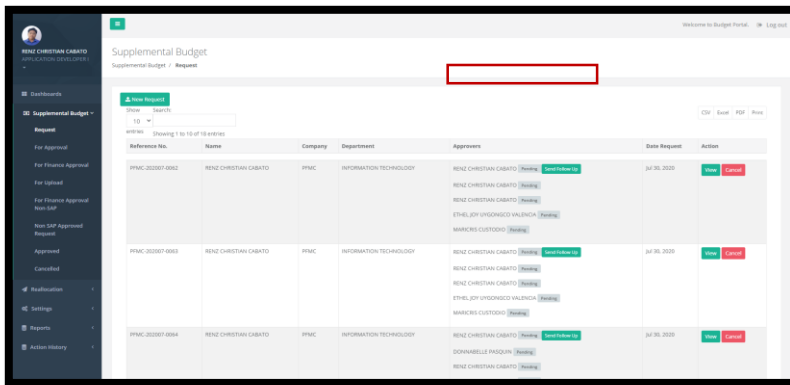 Welcome to Budget Portal. Log out
RENZ CHRISTIAN CABATO
APPLICATION DEVELOPER I
Dashboards
Supplemental Budget
Request
For Approval
For Finance Approval
For Upload
For Finance Approval Non SAP
Non SAP Approved Request
Approved
Cancelled
Reallocation
Settings
Reports
Action History
Supplemental Budget
Supplemental Budget / Request
New Request
Show Search:
10
entries Showing 1 to 10 of 16 entries
CSV Excel PDF Print
Reference No. Name Company Department Approvers Date Request Action
PFMC-202007-0062 RENZ CHRISTIAN CABATO PFMC INFORMATION TECHNOLOGY RENZ CHRISTIAN CABATO Pending Send Follow Up Jul 30, 2020 View Cancel
RENZ CHRISTIAN CABATO Pending
RENZ CHRISTIAN CABATO Pending
ETHEL JOY UYGONGCO VALENCIA Pending
MARICRIS CUSTODIO Pending
PFMC-202007-0063 RENZ CHRISTIAN CABATO PFMC INFORMATION TECHNOLOGY RENZ CHRISTIAN CABATO Pending Send Follow Up Jul 30, 2020 View Cancel
RENZ CHRISTIAN CABATO Pending
RENZ CHRISTIAN CABATO Pending
ETHEL JOY UYGONGCO VALENCIA Pending
MARICRIS CUSTODIO Pending
PFMC-202007-0064 RENZ CHRISTIAN CABATO PFMC INFORMATION TECHNOLOGY RENZ CHRISTIAN CABATO Pending Send Follow Up Jul 30, 2020 View Cancel
DONNABELLE PASQUIN Pending
RENZ CHRISTIAN CABATO Pending